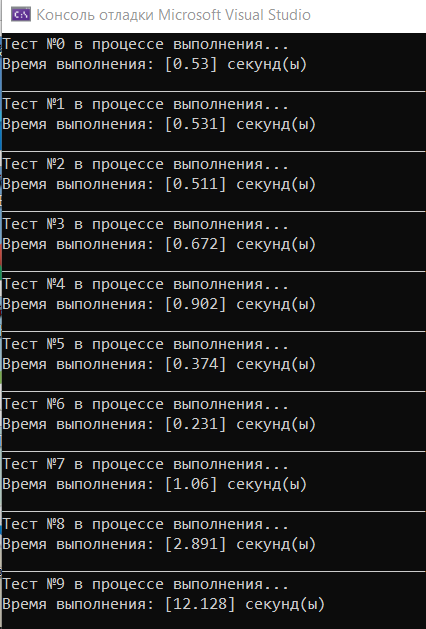 C:\ Консоль отладки Microsoft Visual Studio
Тест №0 в процессе выполнения...
Время выполнения: [0.53] секунд(ы)
Тест №1 в процессе выполнения...
Время выполнения: [0.531] секунд(ы)
Тест №2 в процессе выполнения...
Время выполнения: [0.511] секунд(ы)
Тест №3 в процессе выполнения...
Время выполнения: [0.672] секунд(ы)
Тест №4 в процессе выполнения...
Время выполнения: [0.902] секунд(ы)
Тест №5 в процессе выполнения...
Время выполнения: [0.374] секунд(ы)
Тест №6 в процессе выполнения...
Время выполнения: [0.231] секунд(ы)
Тест №7 в процессе выполнения...
Время выполнения: [1.06] секунд(ы)
Тест №8 в процессе выполнения...
Время выполнения: [2.891] секунд(ы)
Тест №9 в процессе выполнения...
Время выполнения: [12.128] секунд(ы)